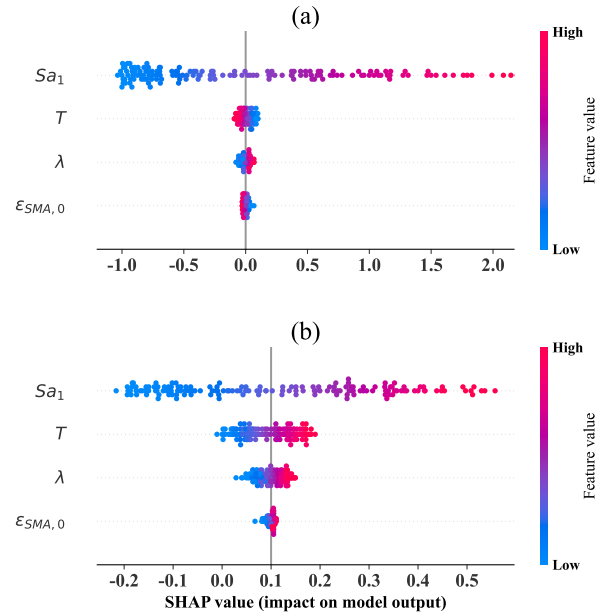 (a)
High
Sa₁
T
λ
εSMA,0
Feature value
Low
-1.0 -0.5 0.0 0.5 1.0 1.5 2.0
(b)
High
Sa₁
T
λ
εSMA,0
Feature value
Low
-0.2 -0.1 0.0 0.1 0.2 0.3 0.4 0.5
SHAP value (impact on model output)